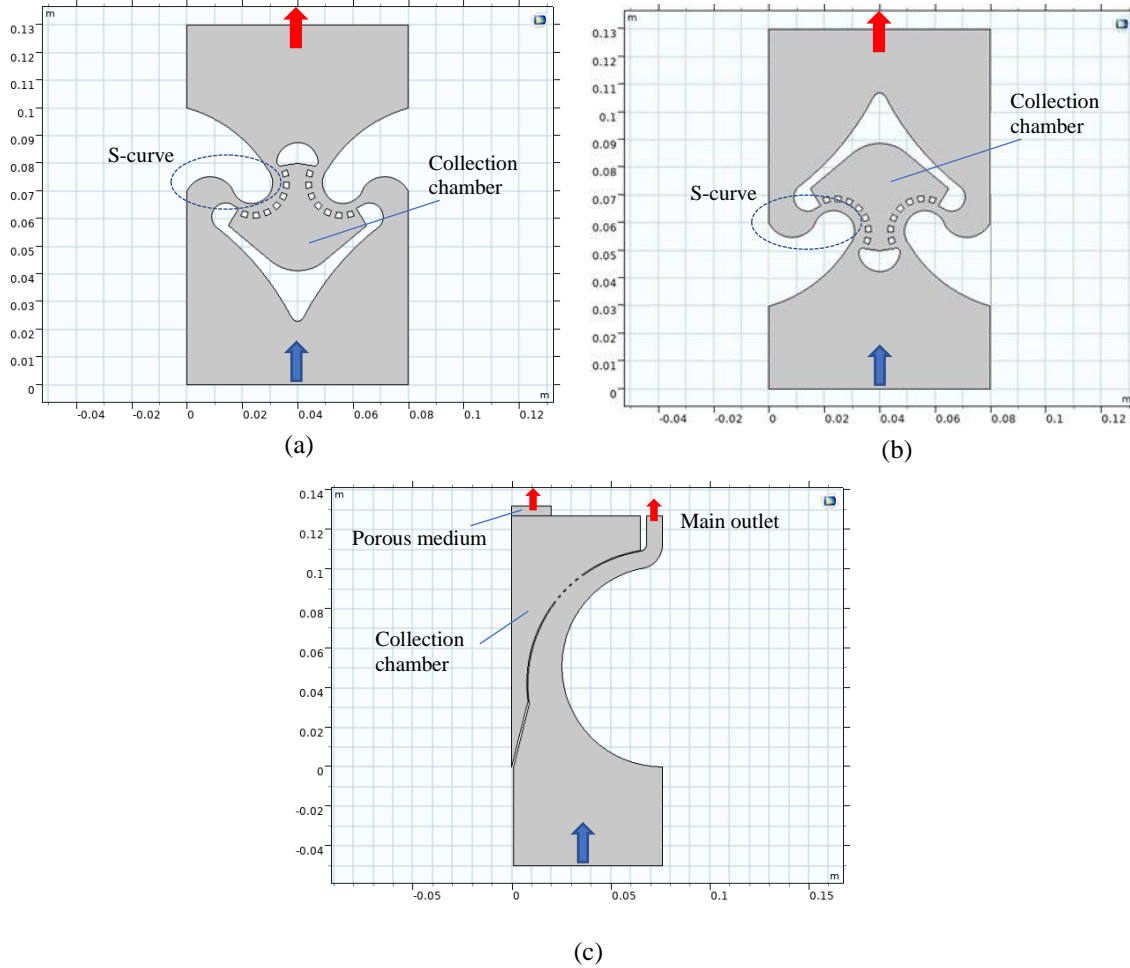 m
0.13
0.12
0.11
0.1
0.09
0.08
0.07
0.06
0.05
0.04
0.03
0.02
0.01
0
S-curve
Collection
chamber
-0.04 -0.02 0 0.02 0.04 0.06 0.08 0.1 0.12
m
(a)
m
0.13
0.12
0.11
0.1
0.09
0.08
0.07
0.06
0.05
0.04
0.03
0.02
0.01
0
Collection
chamber
S-curve
-0.04 -0.02 0 0.02 0.04 0.06 0.08 0.1 0.12
m
(b)
0.14
m
0.12
0.1
0.08
0.06
0.04
0.02
0
-0.02
-0.04
Main outlet
Porous medium
Collection
chamber
-0.05 0 0.05 0.1 0.15
m
(c)